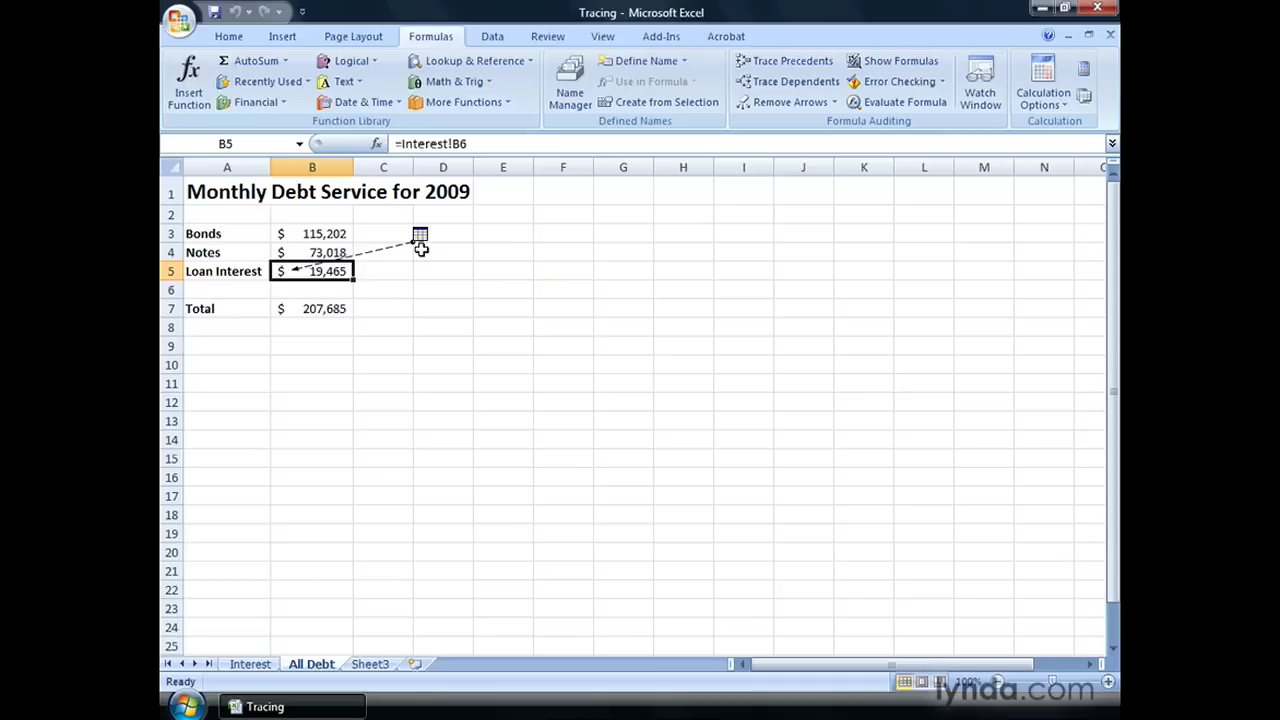 Tracing - Microsoft Excel
Home Insert Page Layout Formulas Data Review View Add-Ins Acrobat
fx Σ AutoSum Logical Lookup & Reference Define Name Trace Precedents Show Formulas
Insert Function Recently Used Text Math & Trig Name Manager Use in Formula Trace Dependents Error Checking Watch Window Calculation Options
Financial Date & Time More Functions Create from Selection Remove Arrows Evaluate Formula
Function Library Defined Names Formula Auditing Calculation
B5 fx =Interest!B6
A B C D E F G H I J K L M N
1 Monthly Debt Service for 2009
2
3 Bonds $ 115,202
4 Notes $ 73,018
5 Loan Interest $ 19,465
6
7 Total $ 207,685
8
9
10
11
12
13
14
15
16
17
18
19
20
21
22
23
24
25
Interest All Debt Sheet3
Ready 100%
lynda.com
Tracing